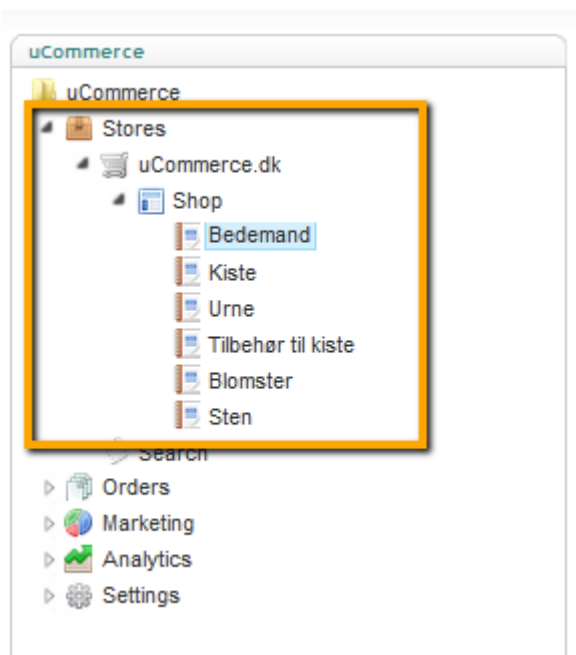 uCommerce
uCommerce
Stores
uCommerce.dk
Shop
Bedemand
Kiste
Urne
Tilbehør til kiste
Blomster
Sten
Search
Orders
Marketing
Analytics
Settings